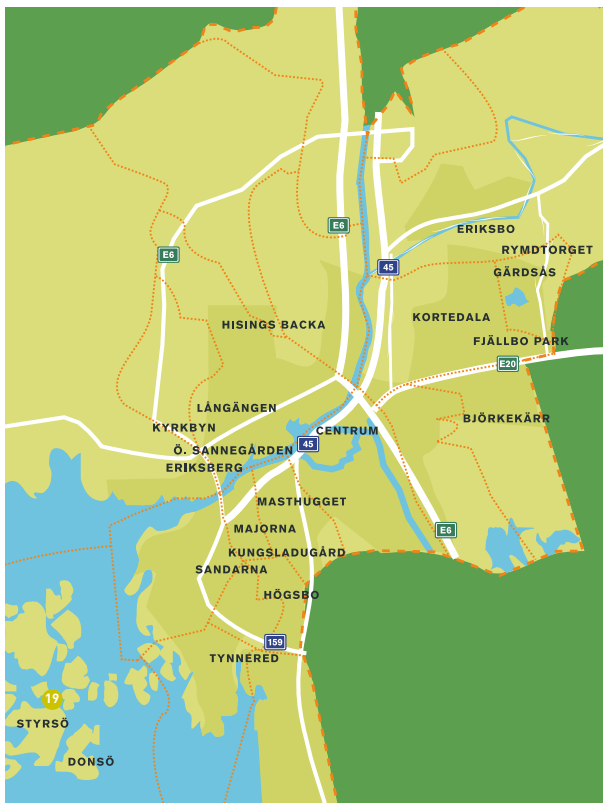 E6
ERIKSBO
RYMDTORGET
E6
45
GÄRDSÅS
KORTEDALA
HISINGS BACKA
FJÄLLBO PARK
E20
LÅNGÄNGEN
BJÖRKEKÄRR
KYRKBYN
CENTRUM
45
Ö. SANNEGÅRDEN
ERIKSBERG
MASTHUGGET
MAJORNA
E6
KUNGSLADUGÅRD
SANDARNA
HÖGSBO
159
TYNNERED
19
STYRSÖ
DONSÖ